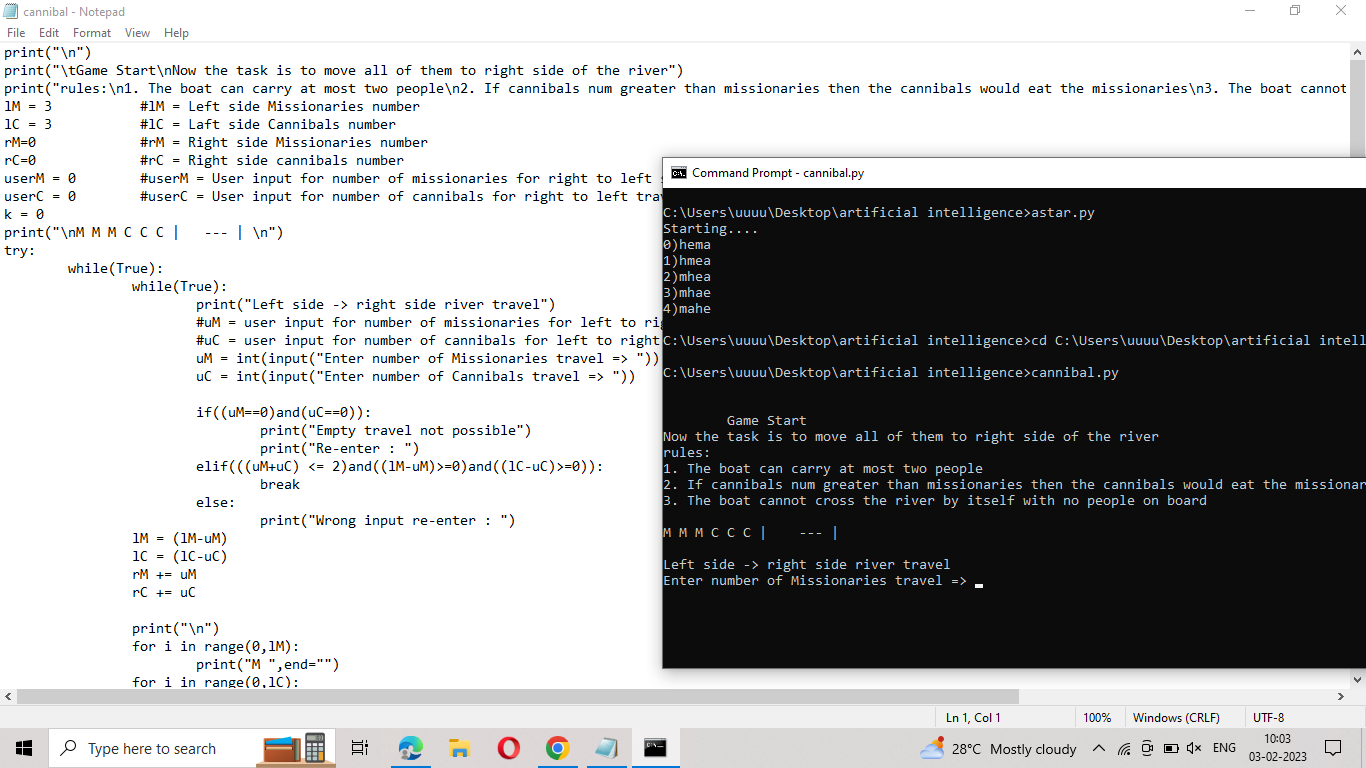 cannibal - Notepad
File Edit Format View Help
print("\n")
print("\tGame Start\nNow the task is to move all of them to right side of the river")
print("rules:\n1. The boat can carry at most two people\n2. If cannibals num greater than missionaries then the cannibals would eat the missionaries\n3. The boat cannot
lM = 3 #lM = Left side Missionaries number
lC = 3 #lC = Laft side Cannibals number
rM=0 #rM = Right side Missionaries number
rC=0 #rC = Right side cannibals number
userM = 0 #userM = User input for number of missionaries for right to left
userC = 0 #userC = User input for number of cannibals for right to left
k = 0
print("\nM M M C C C | --- | \n")
try:
while(True):
while(True):
print("Left side -> right side river travel")
#uM = user input for number of missionaries for left to
#uC = user input for number of cannibals for left to right
uM = int(input("Enter number of Missionaries travel => "))
uC = int(input("Enter number of Cannibals travel => "))
if((uM==0)and(uC==0)):
print("Empty travel not possible")
print("Re-enter : ")
elif(((uM+uC) <= 2)and((lM-uM)>=0)and((lC-uC)>=0)):
break
else:
print("Wrong input re-enter : ")
lM = (lM-uM)
lC = (lC-uC)
rM += uM
rC += uC
print("\n")
for i in range(0,lM):
print("M ",end="")
for i in range(0,lC):
Command Prompt - cannibal.py
C:\Users\uuuu\Desktop\artificial intelligence>astar.py
Starting....
0)hema
1)hmea
2)mhea
3)mhae
4)mahe
C:\Users\uuuu\Desktop\artificial intelligence>cd C:\Users\uuuu\Desktop\artificial intell
C:\Users\uuuu\Desktop\artificial intelligence>cannibal.py
Game Start
Now the task is to move all of them to right side of the river
rules:
1. The boat can carry at most two people
2. If cannibals num greater than missionaries then the cannibals would eat the missionar
3. The boat cannot cross the river by itself with no people on board
M M M C C C | --- |
Left side -> right side river travel
Enter number of Missionaries travel =>
Ln 1, Col 1 100% Windows (CRLF) UTF-8
Type here to search
28°C Mostly cloudy
ENG
10:03
03-02-2023